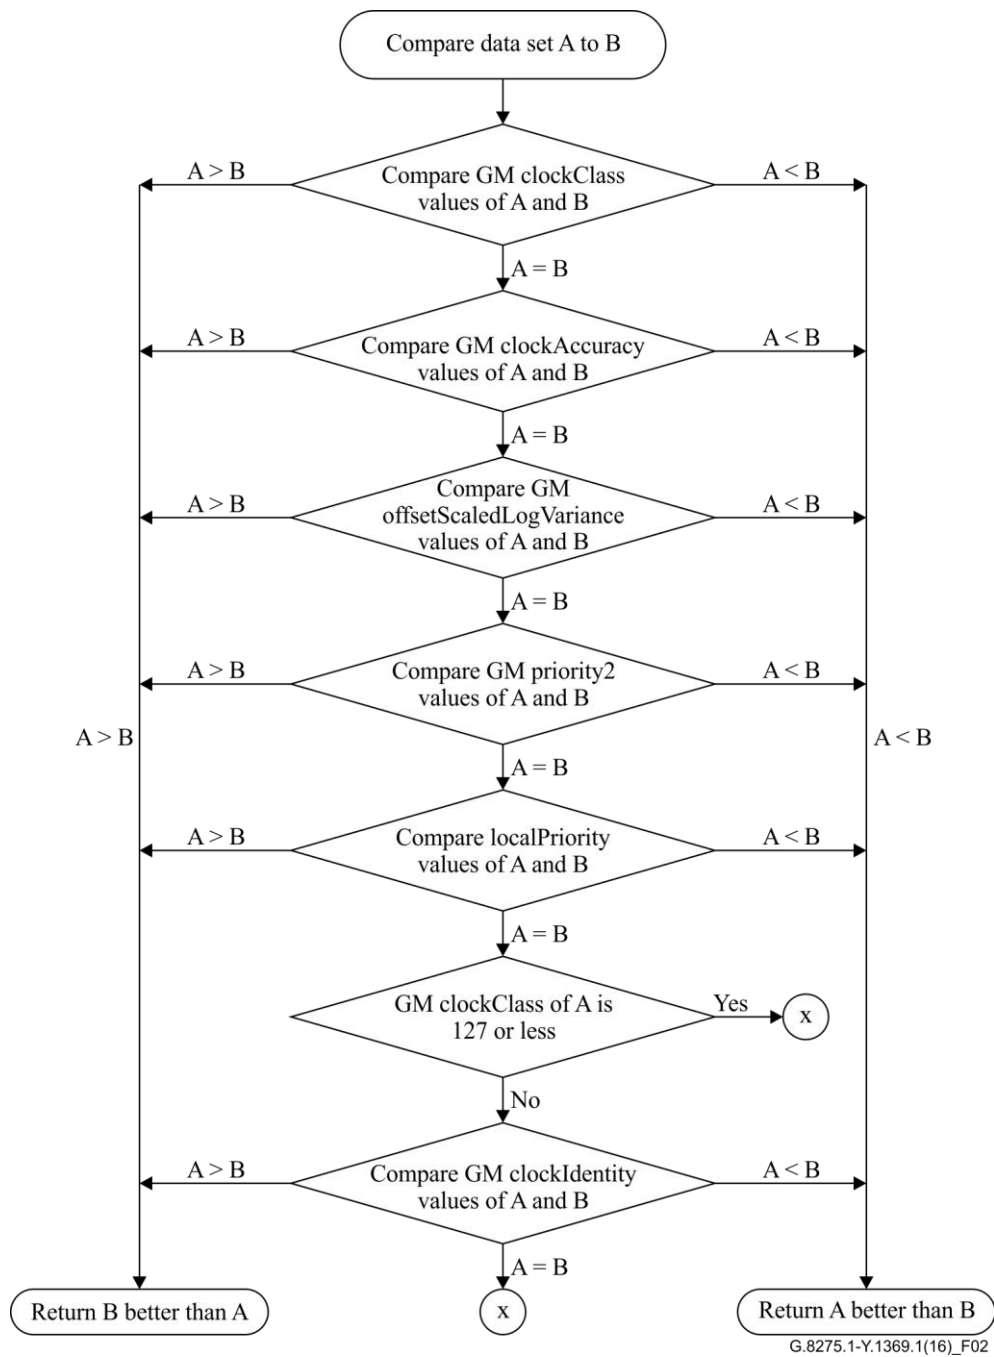 Compare data set A to B
A > B
Compare GM clockClass
values of A and B
A < B
A = B
A > B
Compare GM clockAccuracy
values of A and B
A < B
A = B
A > B
Compare GM
offsetScaledLogVariance
values of A and B
A < B
A = B
A > B
Compare GM priority2
values of A and B
A < B
A > B
A < B
A = B
A > B
Compare localPriority
values of A and B
A < B
A = B
GM clockClass of A is
127 or less
Yes
x
No
A > B
Compare GM clockIdentity
values of A and B
A < B
A = B
Return B better than A
x
Return A better than B
G.8275.1-Y.1369.1(16)_F02